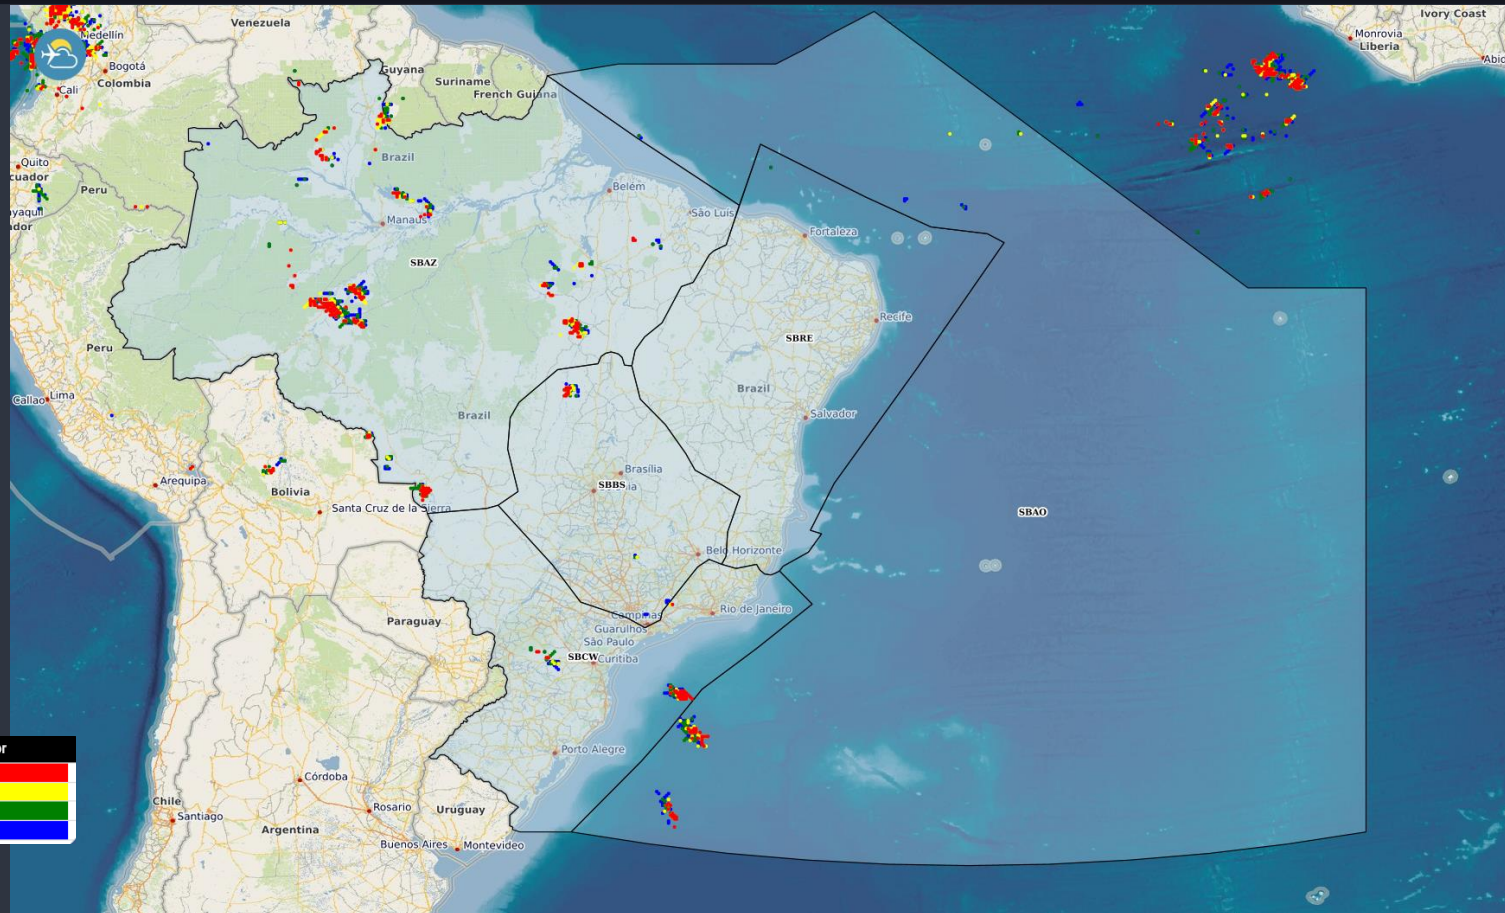 Venezuela
Ivory Coast
Medellín
Monrovia
Liberia
Bogotá
Guyana
Colombia
Suriname
Cali
French Guiana
Brazil
Quito
Peru
Belém
São Luís
Manaus
Fortaleza
SBAZ
Recife
SBRE
Peru
Brazil
Callao
Lima
Brazil
Salvador
Brasília
Arequipa
SBBS
Bolivia
Santa Cruz de la Sierra
SBAO
Belo Horizonte
Rio de Janeiro
Campinas
Paraguay
Guarulhos
São Paulo
SBCW
Curitiba
Porto Alegre
Córdoba
Chile
Rosario
Uruguay
Santiago
Argentina
Buenos Aires
Montevideo